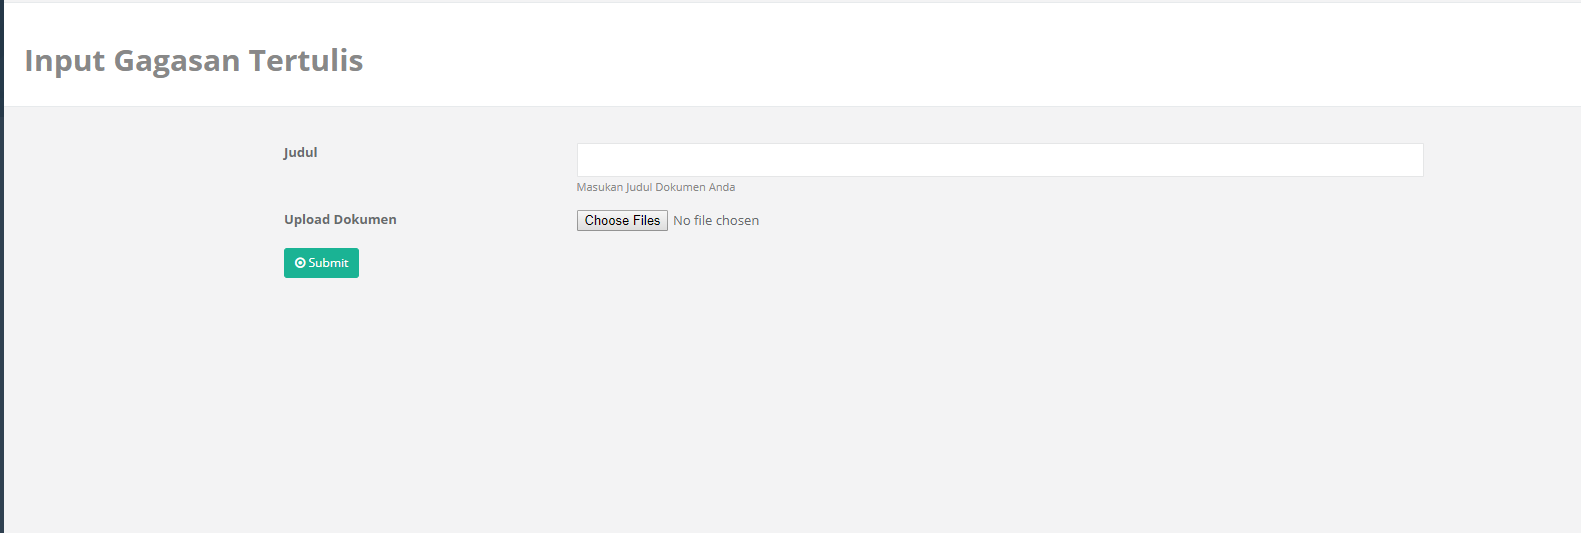 Input Gagasan Tertulis
Judul
Masukan Judul Dokumen Anda
Upload Dokumen
Choose Files No file chosen
Submit